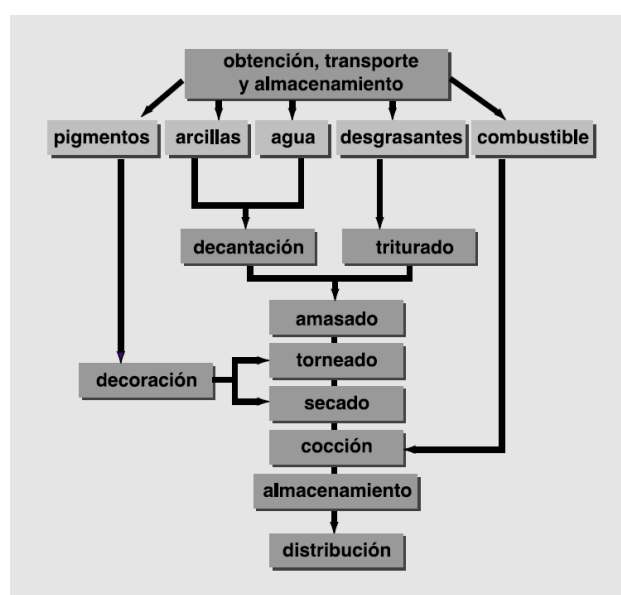 obtención, transporte
y almacenamiento
pigmentos
arcillas
agua
desgrasantes
combustible
decantación
triturado
amasado
torneado
decoración
secado
cocción
almacenamiento
distribución